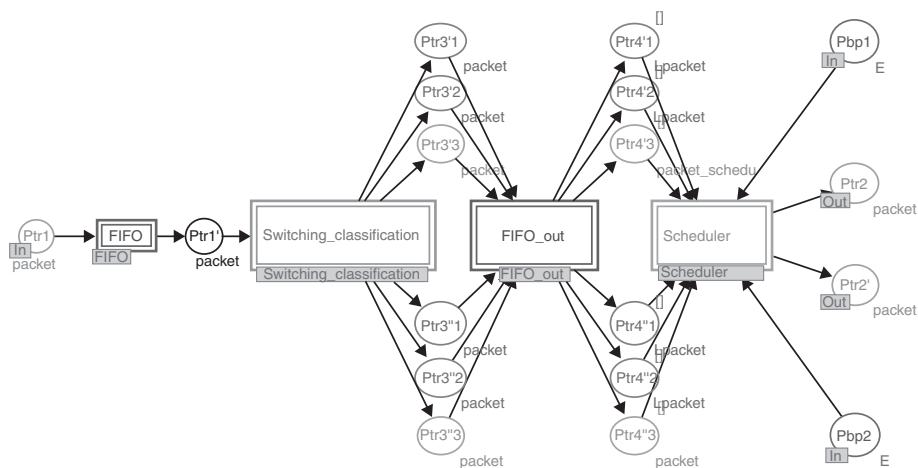 []
[]
Ptr3'1
Ptr4'1
Pbp1
In
packet
packet
E
[]
Ptr3'2
Ptr4'2
packet
packet
[]
Ptr3'3
Ptr4'3
packet
packet_schedu
Ptr2
Out
packet
Ptr1
In
packet
FIFO
FIFO
Ptr1'
packet
Switching_classification
Switching_classification
FIFO_out
FIFO_out
Scheduler
Scheduler
Ptr2'
Out
packet
[]
Ptr3"1
Ptr4"1
packet
packet
[]
Ptr3"2
Ptr4"2
packet
packet
[]
Ptr3"3
Ptr4"3
packet
packet
Pbp2
In
E